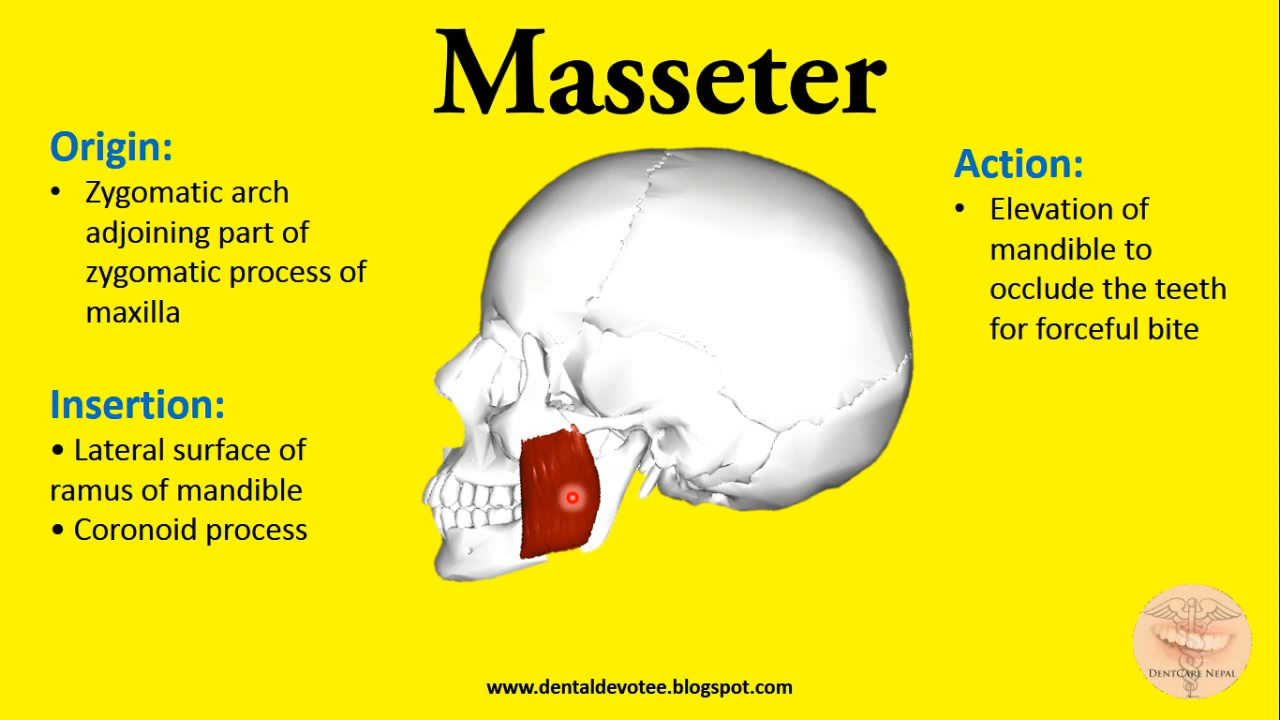 Masseter
Origin:
• Zygomatic arch
adjoining part of
zygomatic process of
maxilla
Insertion:
• Lateral surface of
ramus of mandible
• Coronoid process
Action:
• Elevation of
mandible to
occlude the teeth
for forceful bite
www.dentaldevotee.blogspot.com
DENTCARE NEPAL